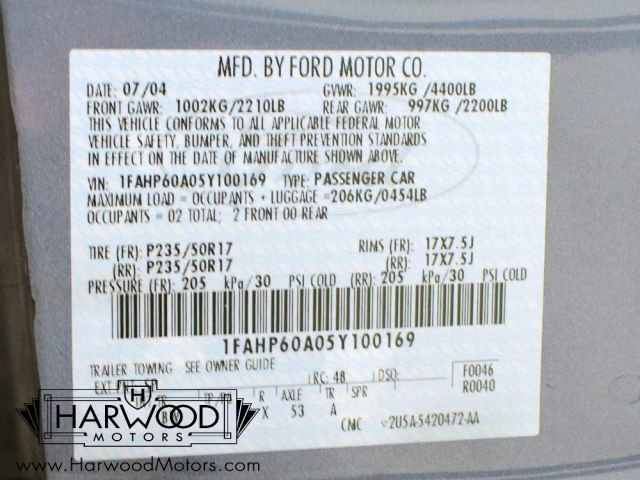 MFD. BY FORD MOTOR CO.
DATE: 07/04 GVWR: 1995KG /4400LB
FRONT GAWR: 1002KG/2210LB REAR GAWR: 997KG /2200LB
THIS VEHICLE CONFORMS TO ALL APPLICABLE FEDERAL MOTOR
VEHICLE SAFETY, BUMPER, AND THEFT PREVENTION STANDARDS
IN EFFECT ON THE DATE OF MANUFACTURE SHOWN ABOVE.
VIN: 1FAHP60A05Y100169 TYPE: PASSENGER CAR
MAXIMUM LOAD = OCCUPANTS + LUGGAGE =206KG/0454LB
OCCUPANTS = 02 TOTAL; 2 FRONT 00 REAR
TIRE (FR): P235/50R17 RIMS (FR): 17X7.5J
(RR): P235/50R17 (RR): 17X7.5J
PRESSURE (FR): 205 kPa/30 PSI COLD (RR): 205 kPa/30 PSI COLD
1FAHP60A05Y100169
TRAILER TOWING SEE OWNER GUIDE
RC: 48 DSO: F0046
EXT R0040
R AXLE TR SPR
X 53 A
CMC 2U5A-5420472-AA
H
HARWOOD
MOTORS
www.HarwoodMotors.com